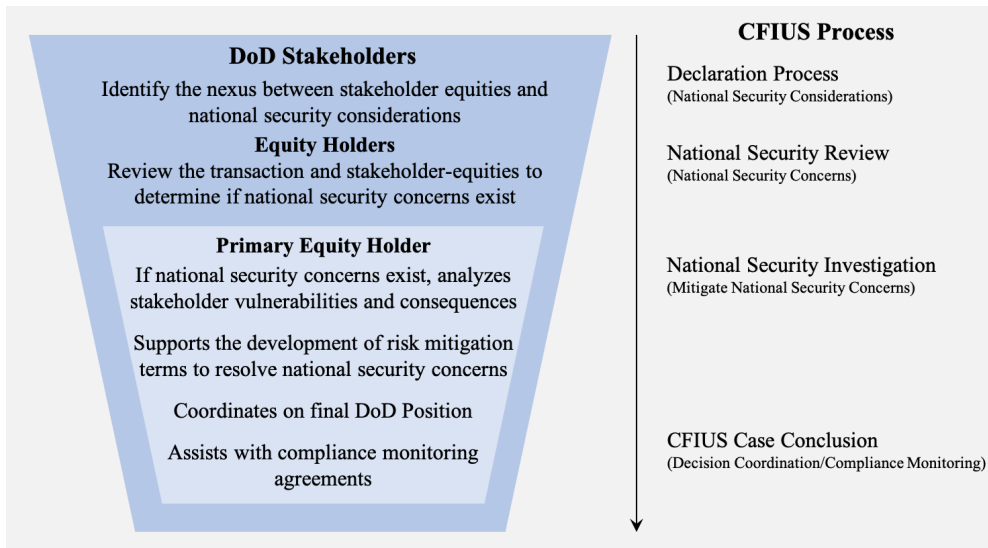 DoD Stakeholders
Identify the nexus between stakeholder equities and
national security considerations
Equity Holders
Review the transaction and stakeholder-equities to
determine if national security concerns exist
Primary Equity Holder
If national security concerns exist, analyzes
stakeholder vulnerabilities and consequences
Supports the development of risk mitigation
terms to resolve national security concerns
Coordinates on final DoD Position
Assists with compliance monitoring
agreements
CFIUS Process
Declaration Process
(National Security Considerations)
National Security Review
(National Security Concerns)
National Security Investigation
(Mitigate National Security Concerns)
CFIUS Case Conclusion
(Decision Coordination/Compliance Monitoring)